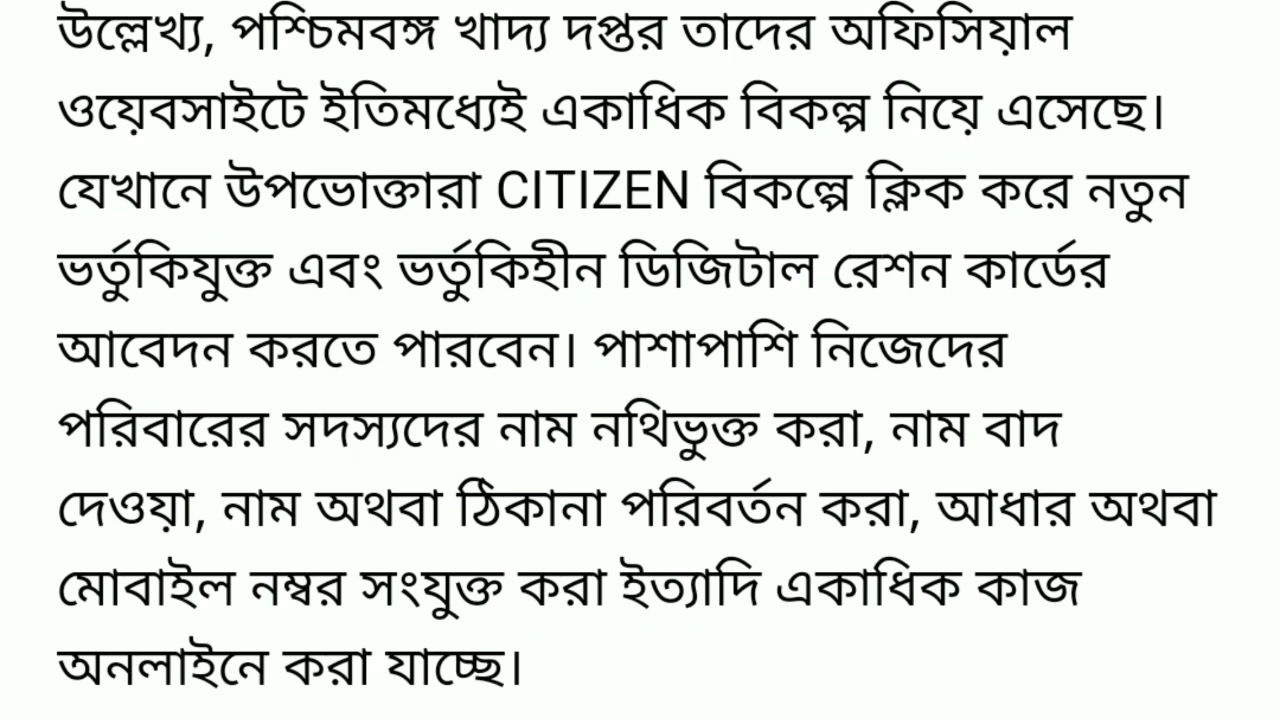 উল্লেখ্য, পশ্চিমবঙ্গ খাদ্য দপ্তর তাদের অফিসিয়াল
ওয়েবসাইটে ইতিমধ্যেই একাধিক বিকল্প নিয়ে এসেছে।
যেখানে উপভোক্তারা CITIZEN বিকল্পে ক্লিক করে নতুন
ভর্তুকিযুক্ত এবং ভর্তুকিহীন ডিজিটাল রেশন কার্ডের
আবেদন করতে পারবেন। পাশাপাশি নিজেদের
পরিবারের সদস্যদের নাম নথিভুক্ত করা, নাম বাদ
দেওয়া, নাম অথবা ঠিকানা পরিবর্তন করা, আধার অথবা
মোবাইল নম্বর সংযুক্ত করা ইত্যাদি একাধিক কাজ
অনলাইনে করা যাচ্ছে।